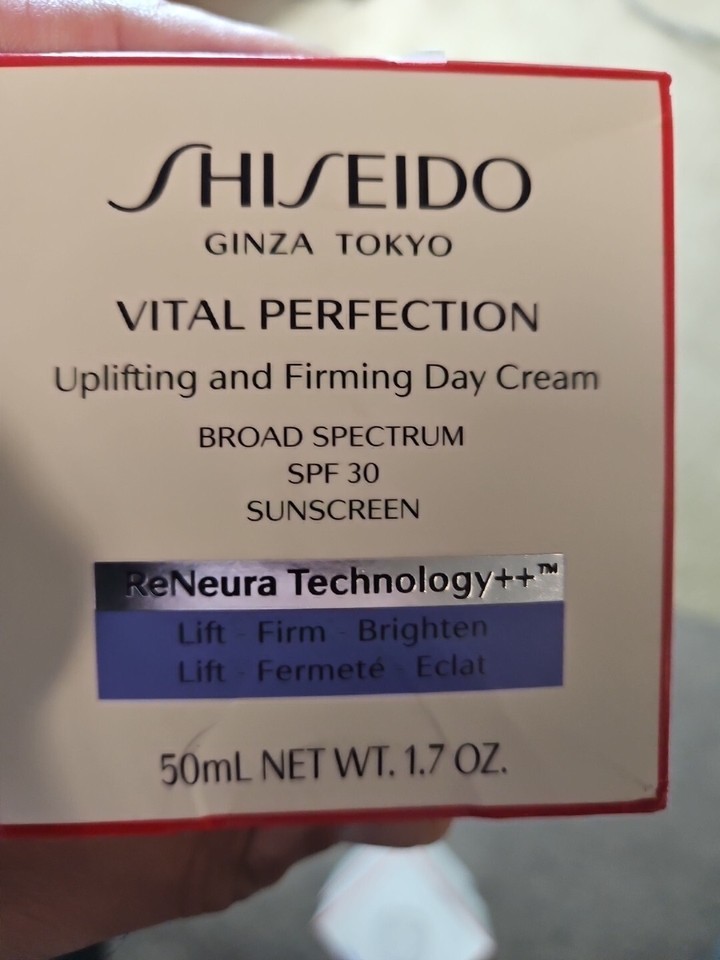 SHISEIDO
GINZA TOKYO
VITAL PERFECTION
Uplifting and Firming Day Cream
BROAD SPECTRUM
SPF 30
SUNSCREEN
ReNeura Technology++™
Lift - Firm - Brighten
Lift - Fermeté - Eclat
50mL NET WT. 1.7 OZ.